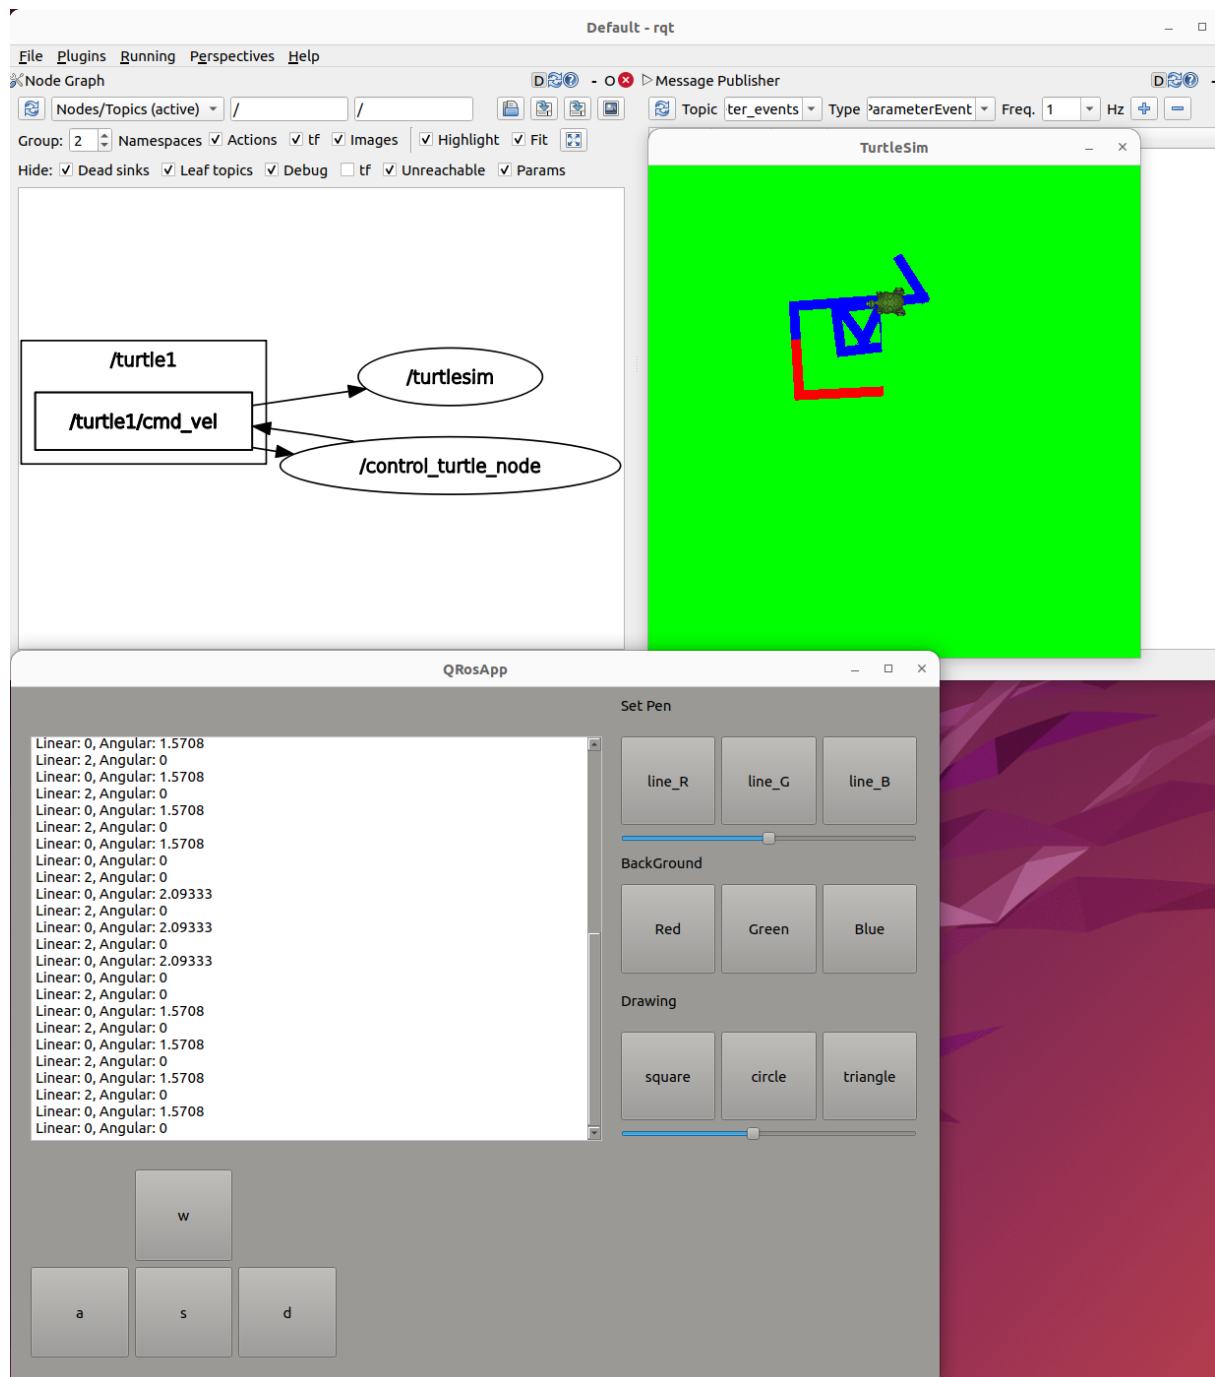 Default - rqt
File Plugins Running Perspectives Help
Node Graph
D
- O
Message Publisher
D
-
Nodes/Topics (active)
/
/
Topic ter_events Type ParameterEvent Freq. 1 Hz
Group: 2 Namespaces Actions tf Images Highlight Fit
Hide: Dead sinks Leaf topics Debug tf Unreachable Params
TurtleSim
/turtle1
/turtle1/cmd_vel
/turtlesim
/control_turtle_node
QRosApp
Linear: 0, Angular: 1.5708
Linear: 2, Angular: 0
Linear: 0, Angular: 1.5708
Linear: 2, Angular: 0
Linear: 0, Angular: 1.5708
Linear: 2, Angular: 0
Linear: 0, Angular: 1.5708
Linear: 0, Angular: 0
Linear: 2, Angular: 0
Linear: 0, Angular: 2.09333
Linear: 2, Angular: 0
Linear: 0, Angular: 2.09333
Linear: 2, Angular: 0
Linear: 0, Angular: 2.09333
Linear: 0, Angular: 0
Linear: 2, Angular: 0
Linear: 0, Angular: 1.5708
Linear: 2, Angular: 0
Linear: 0, Angular: 1.5708
Linear: 2, Angular: 0
Linear: 0, Angular: 1.5708
Linear: 2, Angular: 0
Linear: 0, Angular: 1.5708
Linear: 0, Angular: 0
Set Pen
line_R line_G line_B
BackGround
Red Green Blue
Drawing
square circle triangle
w
a s d